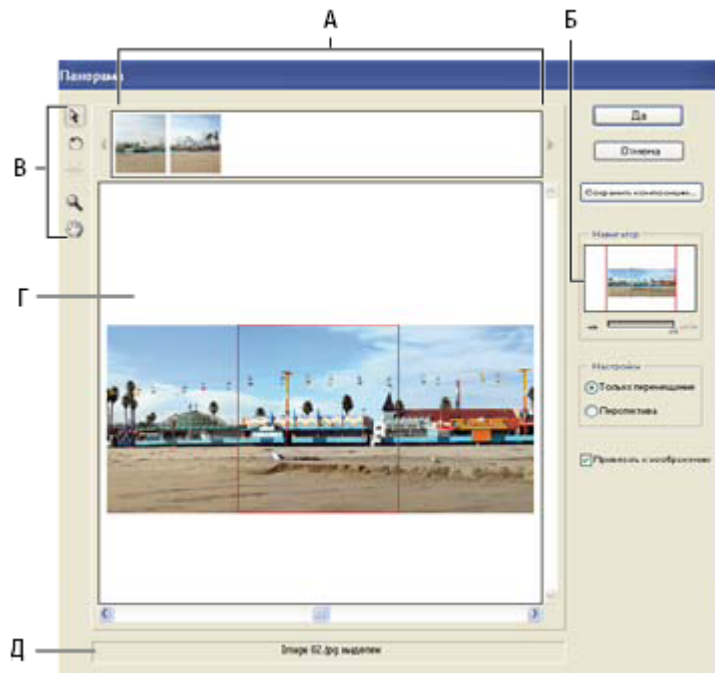 А
Б
Панорама
Да
Отмена
В
Сохранить композицию...
Навигатор
Г
Настройки
Только перемещение
Перспектива
Привязать к изображению
Д
Image 02.jpg выделен